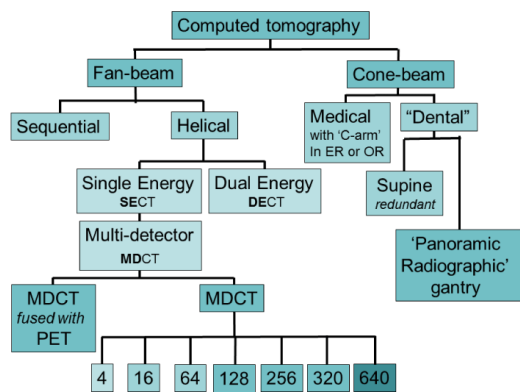 Computed tomography
Fan-beam
Cone-beam
Sequential
Helical
Medical
with 'C-arm'
In ER or OR
"Dental"
Single Energy
SECT
Dual Energy
DECT
Supine
redundant
Multi-detector
MDCT
'Panoramic
Radiographic'
gantry
MDCT
fused with
PET
MDCT
4
16
64
128
256
320
640